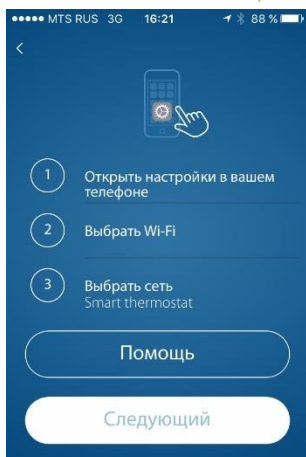 MTS RUS 3G 16:21 88 %
1 Открыть настройки в вашем
телефоне
2 Выбрать Wi-Fi
3 Выбрать сеть
Smart thermostat
Помощь
Следующий